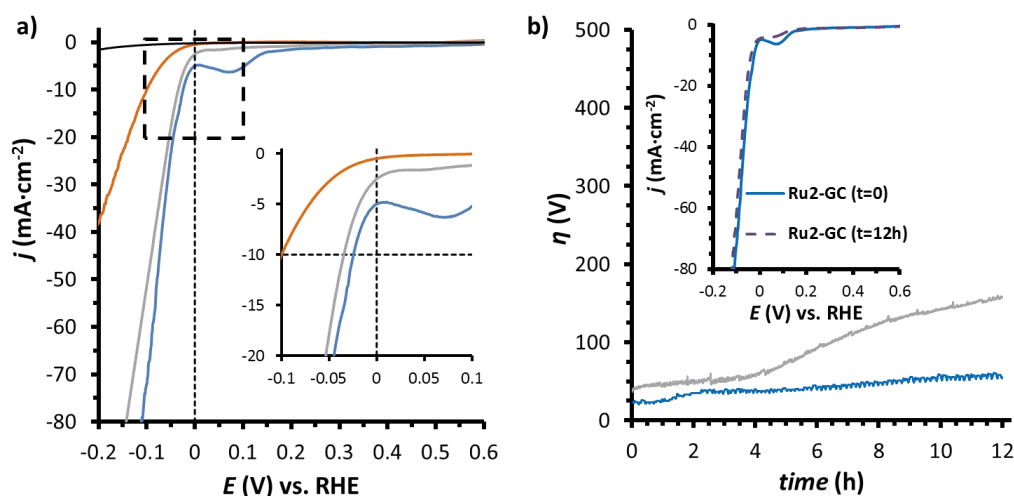 a)
0
-10
-20
-30
-40
-50
-60
-70
-80
j (mA·cm-2)
-0.2 -0.1 0 0.1 0.2 0.3 0.4 0.5 0.6
E (V) vs. RHE
0
-5
-10
-15
-20
-0.1 -0.05 0 0.05 0.1
b)
500
400
300
200
100
0
η (V)
0 2 4 6 8 10 12
time (h)
0
-20
-40
-60
-80
j (mA·cm-2)
Ru2-GC (t=0)
Ru2-GC (t=12h)
-0.2 0 0.2 0.4 0.6
E (V) vs. RHE